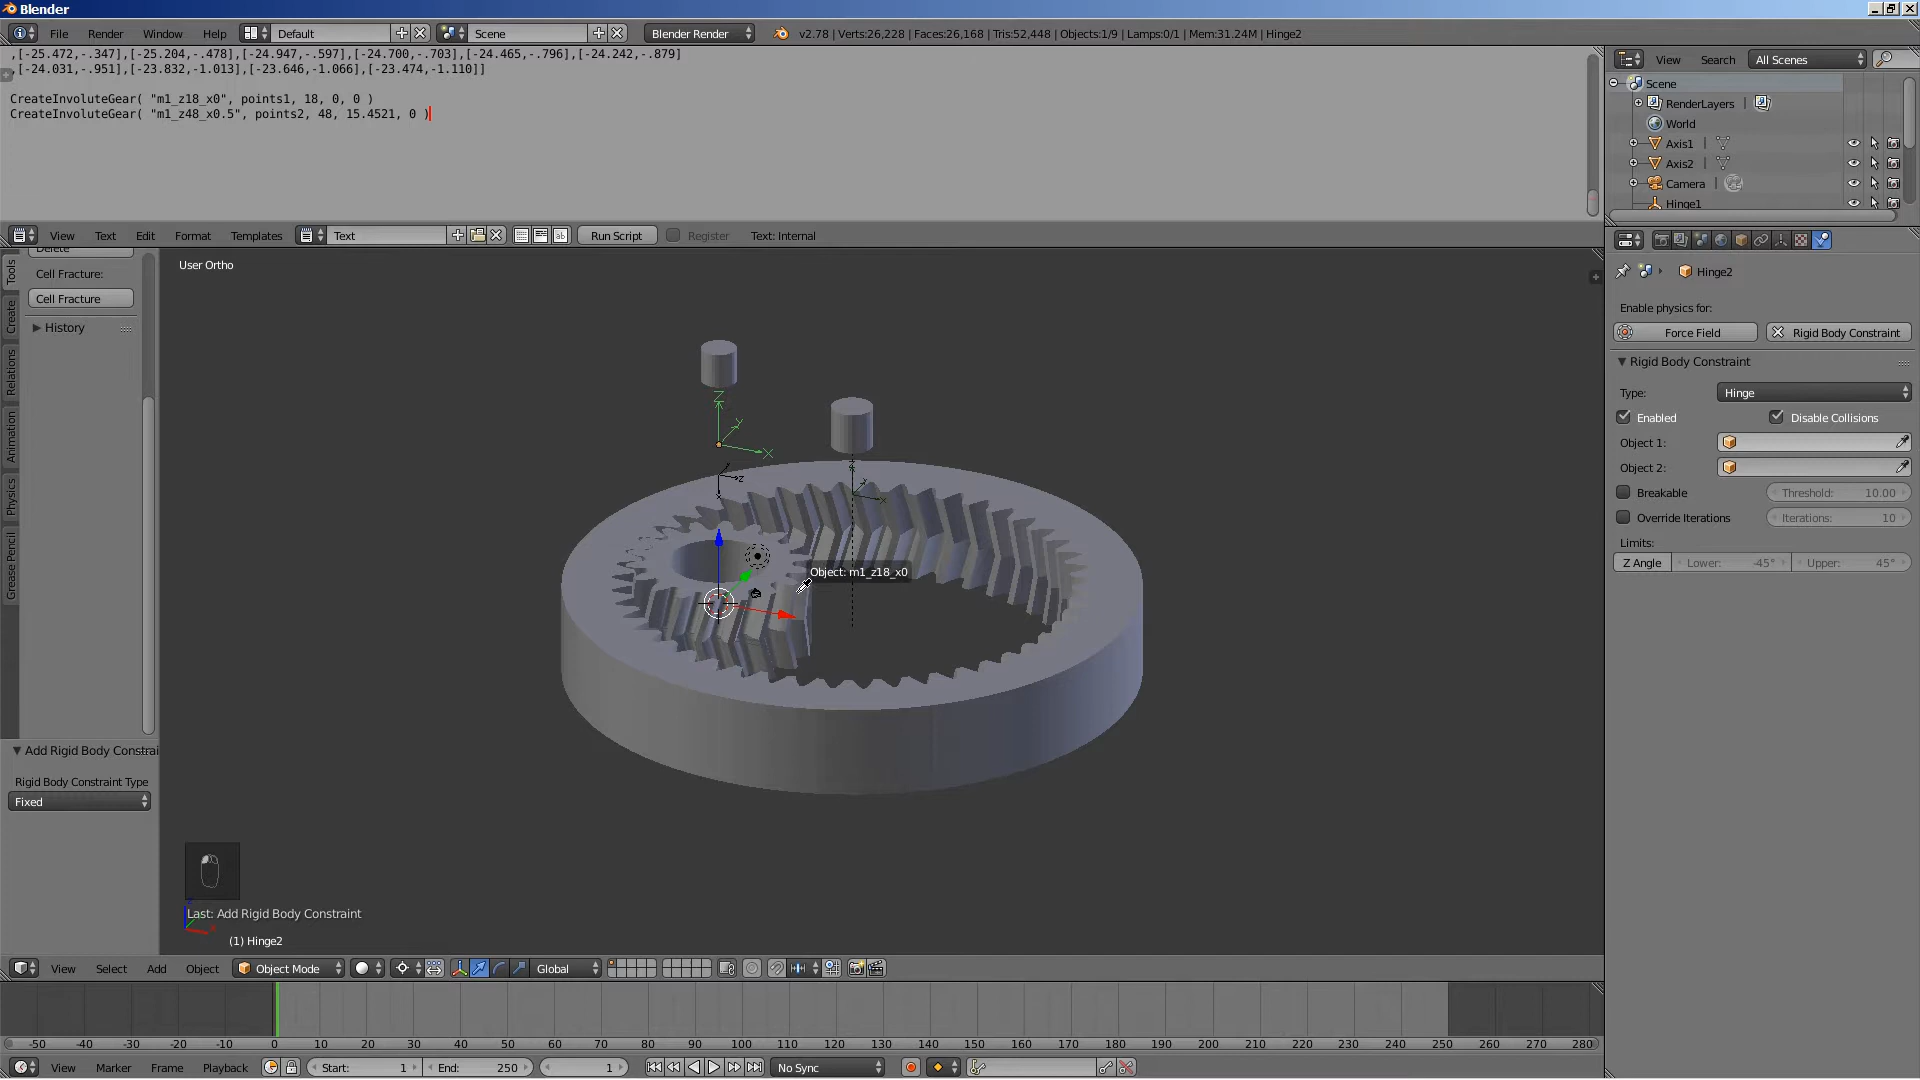 Blender
File Render Window Help Default Scene Blender Render v2.78 | Verts:26,228 | Faces:26,168 | Tris:52,448 | Objects:1/9 | Lamps:0/1 | Mem:31.24M | Hinge2
,[-25.472,-.347],[-25.204,-.478],[-24.947,-.597],[-24.700,-.703],[-24.465,-.796],[-24.242,-.879]
,[-24.031,-.951],[-23.832,-1.013],[-23.646,-1.066],[-23.474,-1.110]]
CreateInvoluteGear( "m1_z18_x0", points1, 18, 0, 0 )
CreateInvoluteGear( "m1_z48_x0.5", points2, 48, 15.4521, 0 )
View Text Edit Format Templates Text Run Script Register Text: Internal
View Search All Scenes
Scene
RenderLayers
World
Axis1
Axis2
Camera
Hinge1
Hinge2
Enable physics for:
Force Field Rigid Body Constraint
Rigid Body Constraint
Type: Hinge
Enabled Disable Collisions
Object 1:
Object 2:
Breakable Threshold: 10.00
Override Iterations Iterations: 10
Limits:
Z Angle Lower: -45° Upper: 45°
Tools
Create
Relations
Animation
Physics
Grease Pencil
Cell Fracture:
Cell Fracture
History
Add Rigid Body Constrai
Rigid Body Constraint Type
Fixed
User Ortho
Z
Y
X
Object: m1_z18_x0
Last: Add Rigid Body Constraint
(1) Hinge2
View Select Add Object Object Mode Global
-50 -40 -30 -20 -10 0 10 20 30 40 50 60 70 80 90 100 110 120 130 140 150 160 170 180 190 200 210 220 230 240 250 260 270 280
View Marker Frame Playback Start: 1 End: 250 1 No Sync